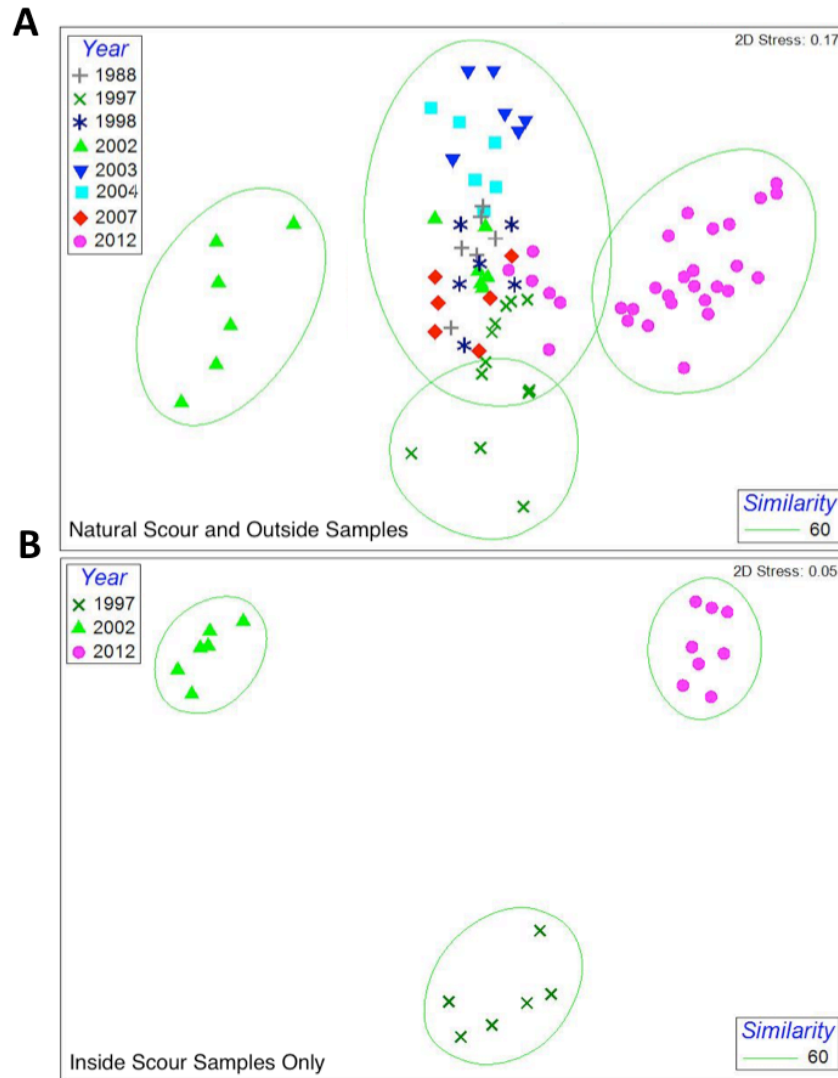 A
Year
1988
1997
1998
2002
2003
2004
2007
2012
2D Stress: 0.17
Similarity
60
Natural Scour and Outside Samples
B
Year
1997
2002
2012
2D Stress: 0.05
Similarity
60
Inside Scour Samples Only